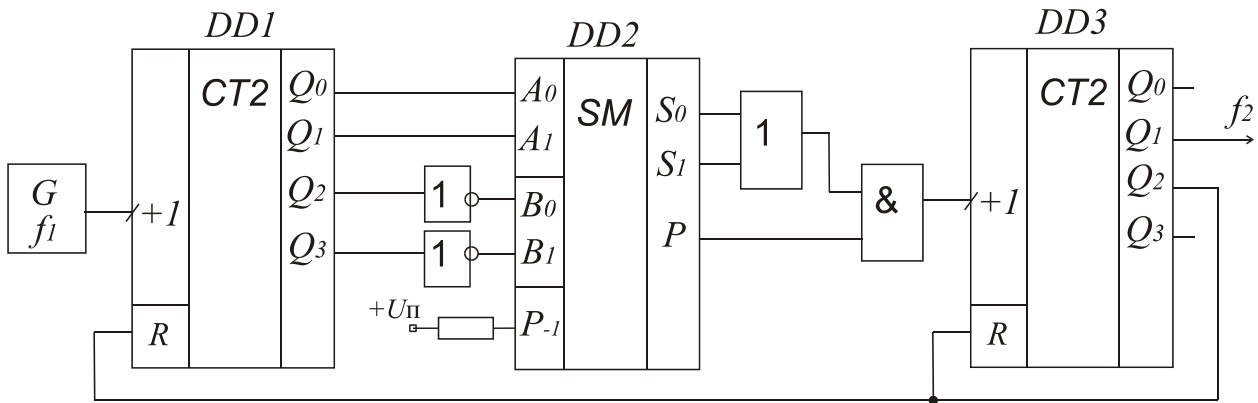 DD1
DD2
DD3
G
f1
+1
R
CT2
Q0
Q1
Q2
Q3
1
1
+Uп
A0
A1
B0
B1
P-1
SM
S0
S1
P
1
&
+1
R
CT2
Q0
Q1
Q2
Q3
f2